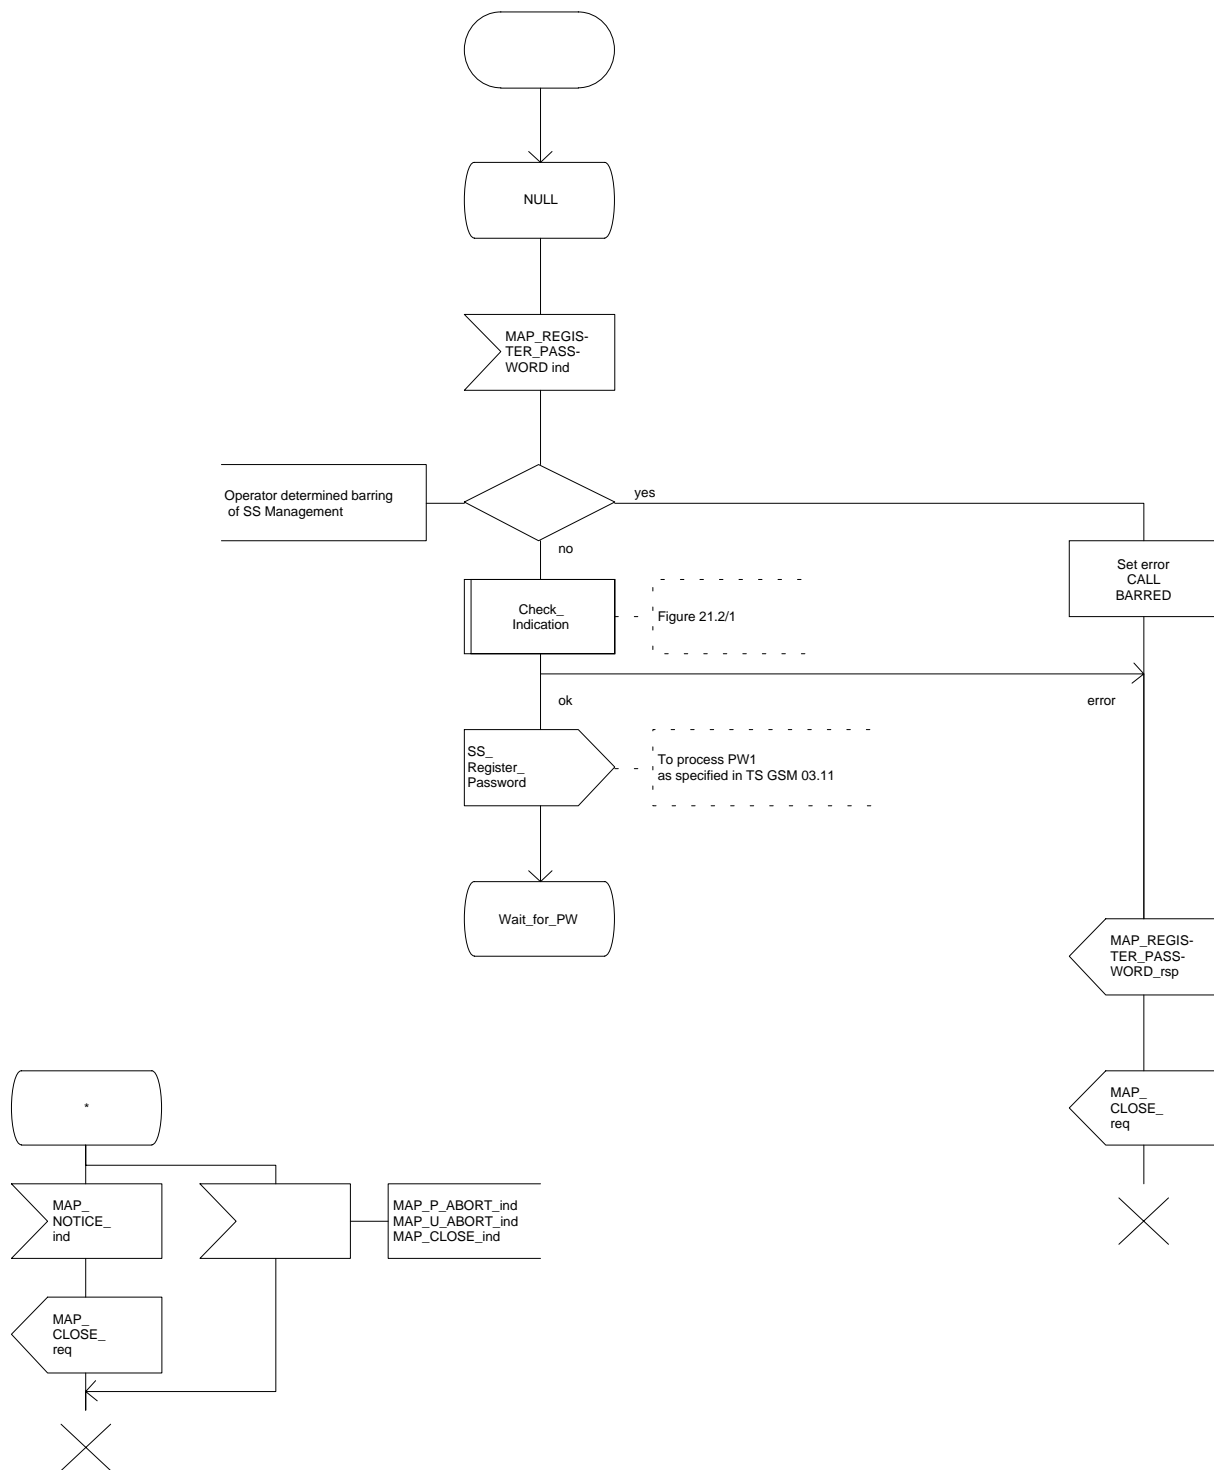 NULL
MAP_REGIS-
TER_PASS-
WORD ind
Operator determined barring
of SS Management
yes
no
Set error
CALL
BARRED
Check_
Indication
Figure 21.2/1
ok
error
SS_
Register_
Password
To process PW1
as specified in TS GSM 03.11
Wait_for_PW
MAP_REGIS-
TER_PASS-
WORD_rsp
MAP_
CLOSE_
req
*
MAP_
NOTICE_
ind
MAP_P_ABORT_ind
MAP_U_ABORT_ind
MAP_CLOSE_ind
MAP_
CLOSE_
req